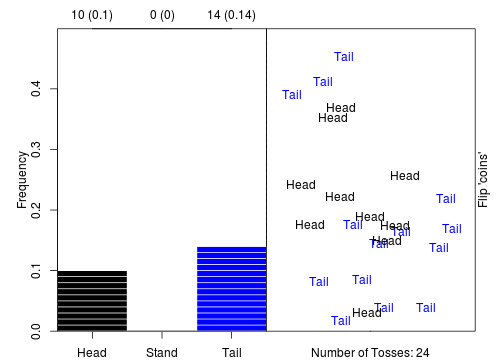 10 (0.1) 0 (0) 14 (0.14)
Frequency
0.4
0.3
0.2
0.1
0.0
Head Stand Tail
Tail
Tail
Tail
Head
Head
Head
Head
Head
Tail
Head
Head Tail Head
Tail Tail
Head
Tail Tail
Tail Tail
Tail Tail
Head
Tail
Flip 'coins'
Number of Tosses: 24